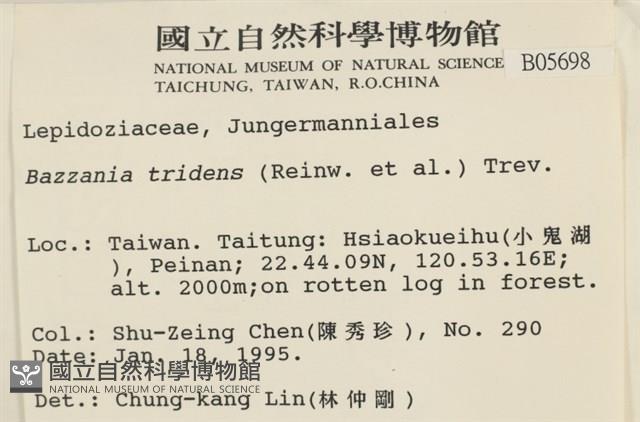 國立自然科學博物館
NATIONAL MUSEUM OF NATURAL SCIENCE
B05698
TAICHUNG, TAIWAN, R.O.CHINA
Lepidoziaceae, Jungermanniales
Bazzania tridens (Reinw. et al.) Trev.
Loc.: Taiwan. Taitung: Hsiaokueihu(小鬼湖
), Peinan; 22.44.09N, 120.53.16E;
alt. 2000m;on rotten log in forest.
Col.: Shu-Zeing Chen(陳秀珍), No. 290
Date: Jan. 18, 1995.
國立自然科學博物館
NATIONAL MUSEUM OF NATURAL SCIENCE
Det.: Chung-kang Lin(林仲剛)